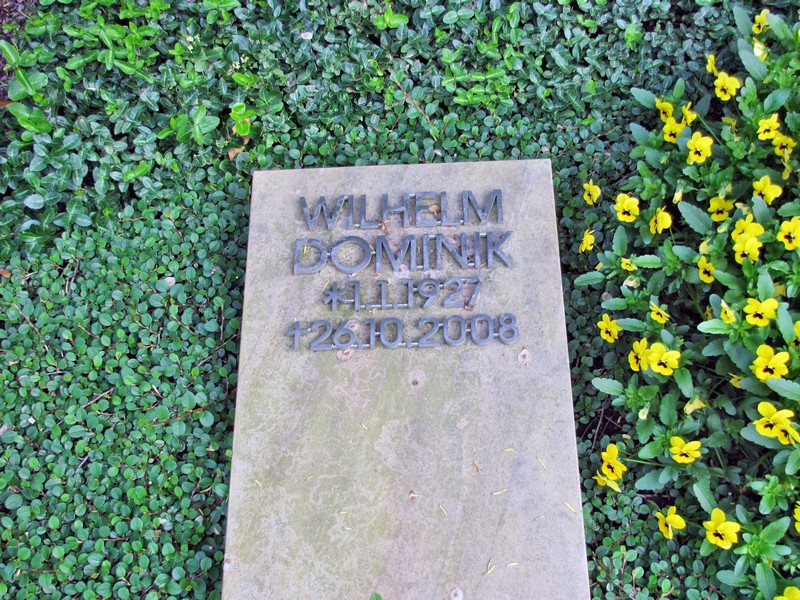 WILHELM
DOMINIK
*1.1.1927
†26.10.2008